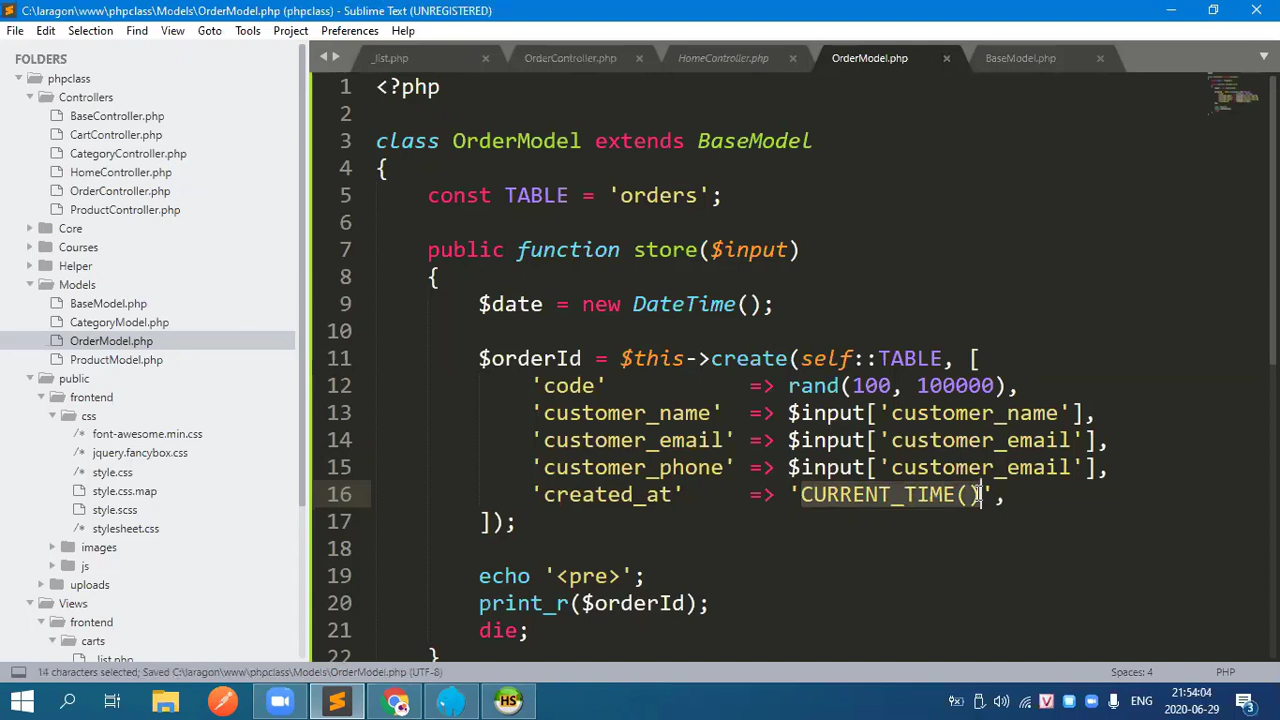 C:\laragon\www\phpclass\Models\OrderModel.php (phpclass) - Sublime Text (UNREGISTERED)
File Edit Selection Find View Goto Tools Project Preferences Help
FOLDERS
phpclass
Controllers
BaseController.php
CartController.php
CategoryController.php
HomeController.php
OrderController.php
ProductController.php
Core
Courses
Helper
Models
BaseModel.php
CategoryModel.php
OrderModel.php
ProductModel.php
public
frontend
css
font-awesome.min.css
jquery.fancybox.css
style.css
style.css.map
style.scss
stylesheet.css
images
js
uploads
Views
frontend
carts
_list.php
_list.php OrderController.php HomeController.php OrderModel.php BaseModel.php
1 <?php
2
3 class OrderModel extends BaseModel
4 {
5 const TABLE = 'orders';
6
7 public function store($input)
8 {
9 $date = new DateTime();
10
11 $orderId = $this->create(self::TABLE, [
12 'code' => rand(100, 100000),
13 'customer_name' => $input['customer_name'],
14 'customer_email' => $input['customer_email'],
15 'customer_phone' => $input['customer_email'],
16 'created_at' => 'CURRENT_TIME()',
17 ]);
18
19 echo '<pre>';
20 print_r($orderId);
21 die;
22 }
14 characters selected; Saved C:\laragon\www\phpclass\Models\OrderModel.php (UTF-8) Spaces: 4 PHP
HS
V
ENG
21:54:04
2020-06-29
3